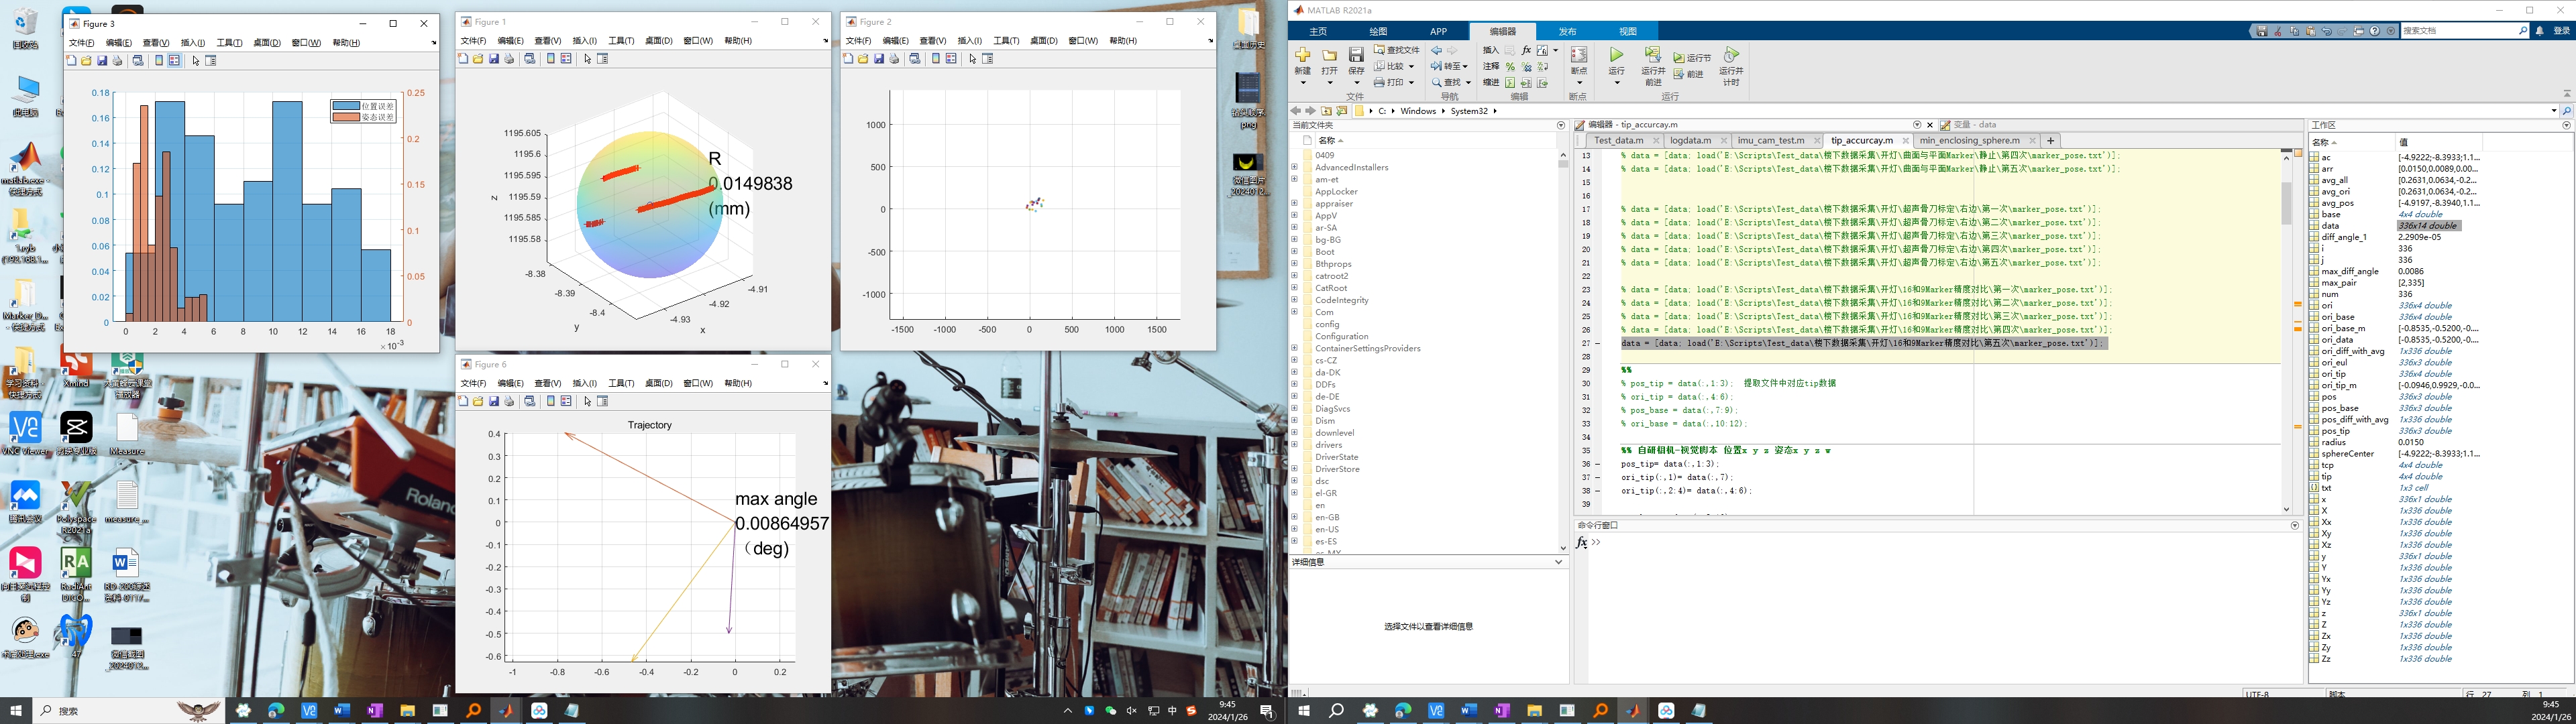 Figure 3
文件(F) 编辑(E) 查看(V) 插入(I) 工具(T) 桌面(D) 窗口(W) 帮助(H)
0.18
0.16
0.14
0.12
0.1
0.08
0.06
0.04
0.02
0
0.25
0.2
0.15
0.1
0.05
0
位置误差
姿态误差
0 2 4 6 8 10 12 14 16 18
×10⁻³
Figure 1
文件(F) 编辑(E) 查看(V) 插入(I) 工具(T) 桌面(D) 窗口(W) 帮助(H)
1195.605
1195.6
1195.595
1195.59
1195.585
1195.58
z
R
0.0149838
(mm)
-8.38
-8.39
-8.4
y
-4.93
-4.92
-4.91
x
Figure 2
文件(F) 编辑(E) 查看(V) 插入(I) 工具(T) 桌面(D) 窗口(W) 帮助(H)
1000
500
0
-500
-1000
-1500 -1000 -500 0 500 1000 1500
Figure 6
文件(F) 编辑(E) 查看(V) 插入(I) 工具(T) 桌面(D) 窗口(W) 帮助(H)
Trajectory
0.4
0.3
0.2
0.1
0
-0.1
-0.2
-0.3
-0.4
-0.5
-0.6
max angle
0.00864957
（deg)
-1 -0.8 -0.6 -0.4 -0.2 0 0.2
回收站
此电脑
VNC Viewer
Xmind
Measure
腾讯会议
Polyspace R2021a
Roland
搜索
9:45
2024/1/26
中
MATLAB R2021a
主页 绘图 APP 编辑器 发布 视图
搜索文档
登录
新建 打开 保存
查找文件
比较
打印
转至
查找
插入
注释
缩进
断点
运行
运行并前进
运行节
前进
运行并计时
文件 导航 编辑 断点 运行
C: Windows System32
当前文件夹
名称
0409
AdvancedInstallers
am-et
AppLocker
appraiser
AppV
ar-SA
bg-BG
Boot
Bthprops
catroot2
CatRoot
CodeIntegrity
Com
config
Configuration
ContainerSettingsProviders
cs-CZ
da-DK
DDFs
de-DE
DiagSvcs
Dism
downlevel
drivers
DriverState
DriverStore
dsc
el-GR
en
en-GB
en-US
es-ES
es-MX
详细信息
选择文件以查看详细信息
编辑器 - tip_accurcay.m
变量 - data
Test_data.m logdata.m imu_cam_test.m tip_accurcay.m min_enclosing_sphere.m
13 % data = [data; load('E:\Scripts\Test_data\楼下数据采集\开灯\曲面与平面Marker\静止\第四次\marker_pose.txt')];
14 % data = [data; load('E:\Scripts\Test_data\楼下数据采集\开灯\曲面与平面Marker\静止\第五次\marker_pose.txt')];
15
16
17 % data = [data; load('E:\Scripts\Test_data\楼下数据采集\开灯\超声骨刀标定\右边\第一次\marker_pose.txt')];
18 % data = [data; load('E:\Scripts\Test_data\楼下数据采集\开灯\超声骨刀标定\右边\第二次\marker_pose.txt')];
19 % data = [data; load('E:\Scripts\Test_data\楼下数据采集\开灯\超声骨刀标定\右边\第三次\marker_pose.txt')];
20 % data = [data; load('E:\Scripts\Test_data\楼下数据采集\开灯\超声骨刀标定\右边\第四次\marker_pose.txt')];
21 % data = [data; load('E:\Scripts\Test_data\楼下数据采集\开灯\超声骨刀标定\右边\第五次\marker_pose.txt')];
22
23 % data = [data; load('E:\Scripts\Test_data\楼下数据采集\开灯\16和9Marker精度对比\第一次\marker_pose.txt')];
24 % data = [data; load('E:\Scripts\Test_data\楼下数据采集\开灯\16和9Marker精度对比\第二次\marker_pose.txt')];
25 % data = [data; load('E:\Scripts\Test_data\楼下数据采集\开灯\16和9Marker精度对比\第三次\marker_pose.txt')];
26 % data = [data; load('E:\Scripts\Test_data\楼下数据采集\开灯\16和9Marker精度对比\第四次\marker_pose.txt')];
27 data = [data; load('E:\Scripts\Test_data\楼下数据采集\开灯\16和9Marker精度对比\第五次\marker_pose.txt')];
28
29 %%
30 % pos_tip = data(:,1:3); 提取文件中对应tip数据
31 % ori_tip = data(:,4:6);
32 % pos_base = data(:,7:9);
33 % ori_base = data(:,10:12);
34
35 %% 自研相机-视觉脚本 位置x y z 姿态x y z w
36 pos_tip= data(:,1:3);
37 ori_tip(:,1)= data(:,7);
38 ori_tip(:,2:4)= data(:,4:6);
39
命令行窗口
fx >>
工作区
名称 值
ac [-4.9222;-8.3933;1.1...
arr [0.0150,0.0089,0.00...
avg_all [0.2631,0.0634,-0.2...
avg_ori [0.2631,0.0634,-0.2...
avg_pos [-4.9197,-8.3940,1.1...
base 4x4 double
data 336x14 double
diff_angle_1 2.2909e-05
i 336
j 336
max_diff_angle 0.0086
max_pair [2,335]
num 336
ori 336x4 double
ori_base 336x4 double
ori_base_m [-0.8535,-0.5200,-0....
ori_data [-0.8535,-0.5200,-0....
ori_diff_with_avg 1x336 double
ori_eul 336x3 double
ori_tip 336x4 double
ori_tip_m [-0.0946,0.9929,-0.0...
pos 336x3 double
pos_base 336x3 double
pos_diff_with_avg 1x336 double
pos_tip 336x3 double
radius 0.0150
sphereCenter [-4.9222;-8.3933;1.1...
tcp 4x4 double
tip 4x4 double
txt 1x3 cell
x 336x1 double
X 1x336 double
Xx 1x336 double
Xy 1x336 double
Xz 1x336 double
y 336x1 double
Y 1x336 double
Yx 1x336 double
Yy 1x336 double
Yz 1x336 double
z 336x1 double
Z 1x336 double
Zx 1x336 double
Zy 1x336 double
Zz 1x336 double
UTF-8 脚本 行 27 列 1
9:45
2024/1/26